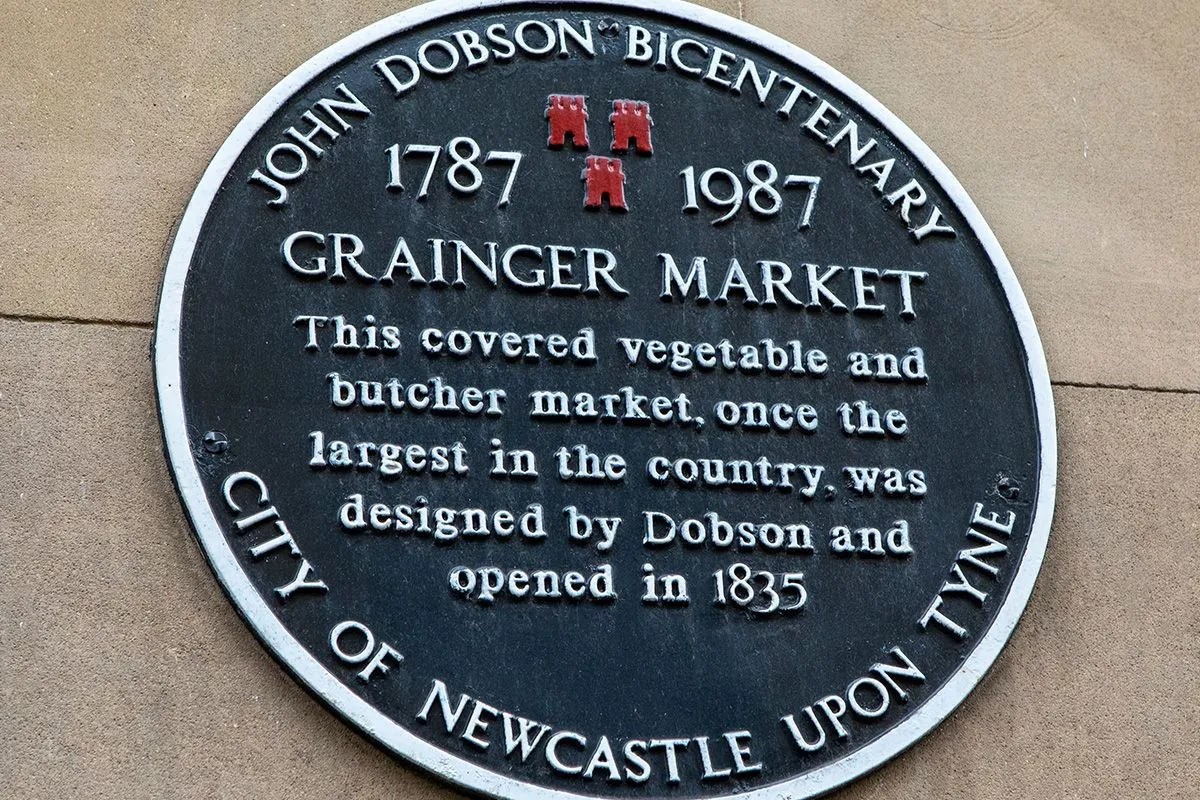 JOHN DOBSON BICENTENARY
1787 1987
GRAINGER MARKET
This covered vegetable and
butcher market, once the
largest in the country, was
designed by Dobson and
opened in 1835
CITY OF NEWCASTLE UPON TYNE